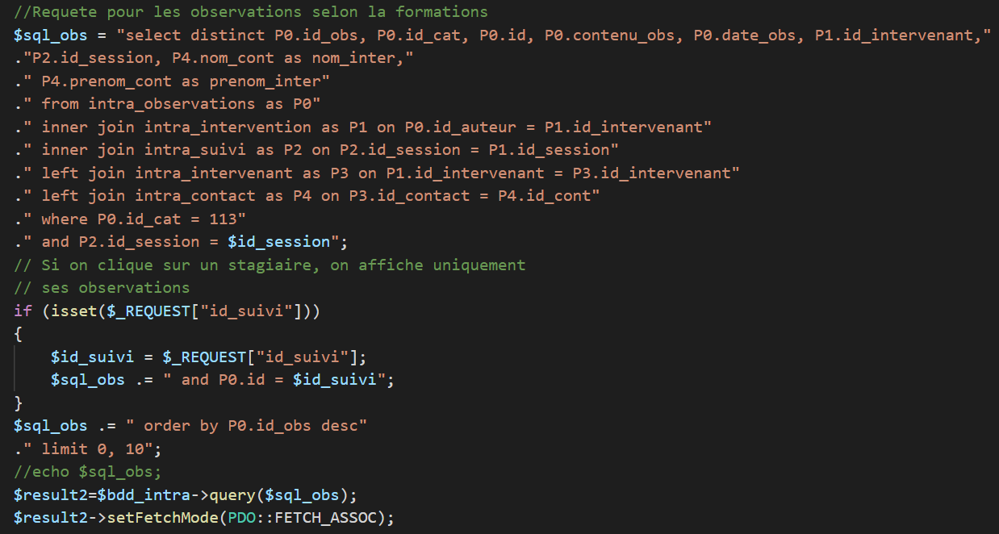 //Requete pour les observations selon la formations
$sql_obs = "select distinct P0.id_obs, P0.id_cat, P0.id, P0.contenu_obs, P0.date_obs, P1.id_intervenant,"
."P2.id_session, P4.nom_cont as nom_inter,"
." P4.prenom_cont as prenom_inter"
." from intra_observations as P0"
." inner join intra_intervention as P1 on P0.id_auteur = P1.id_intervenant"
." inner join intra_suivi as P2 on P2.id_session = P1.id_session"
." left join intra_intervenant as P3 on P1.id_intervenant = P3.id_intervenant"
." left join intra_contact as P4 on P3.id_contact = P4.id_cont"
." where P0.id_cat = 113"
." and P2.id_session = $id_session";
// Si on clique sur un stagiaire, on affiche uniquement
// ses observations
if (isset($_REQUEST["id_suivi"]))
{
    $id_suivi = $_REQUEST["id_suivi"];
    $sql_obs .= " and P0.id = $id_suivi";
}
$sql_obs .= " order by P0.id_obs desc"
." limit 0, 10";
//echo $sql_obs;
$result2=$bdd_intra->query($sql_obs);
$result2->setFetchMode(PDO::FETCH_ASSOC);